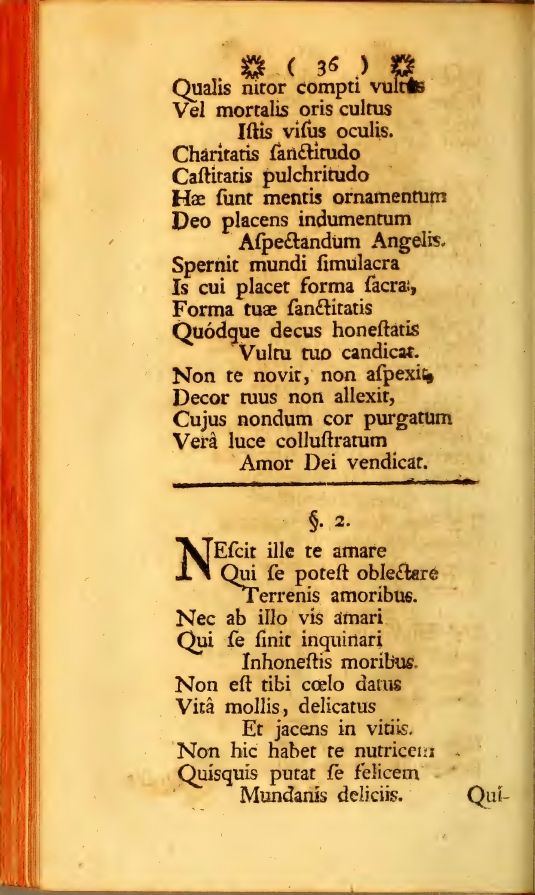 ( 36 )
Qualis nitor compti vultus
Vel mortalis oris cultus
Iſtis viſus oculis.
Charitatis ſanctitudo
Caſtitatis pulchritudo
Hæ ſunt mentis ornamentum
Deo placens indumentum
Aſpectandum Angelis.
Spernit mundi ſimulacra
Is cui placet forma ſacra,
Forma tuæ ſanctitatis
Quódque decus honeſtatis
Vultu tuo candicat.
Non te novit, non aſpexit,
Decor tuus non allexit,
Cujus nondum cor purgatum
Verâ luce colluſtratum
Amor Dei vendicat.
§. 2.
NEſcit ille te amare
Qui ſe poteſt oblectare
Terrenis amoribus.
Nec ab illo vis amari
Qui ſe ſinit inquinari
Inhoneſtis moribus.
Non eſt tibi cœlo datus
Vitâ mollis, delicatus
Et jacens in vitiis.
Non hic habet te nutricem
Quisquis putat ſe felicem
Mundanis deliciis.
Qui-